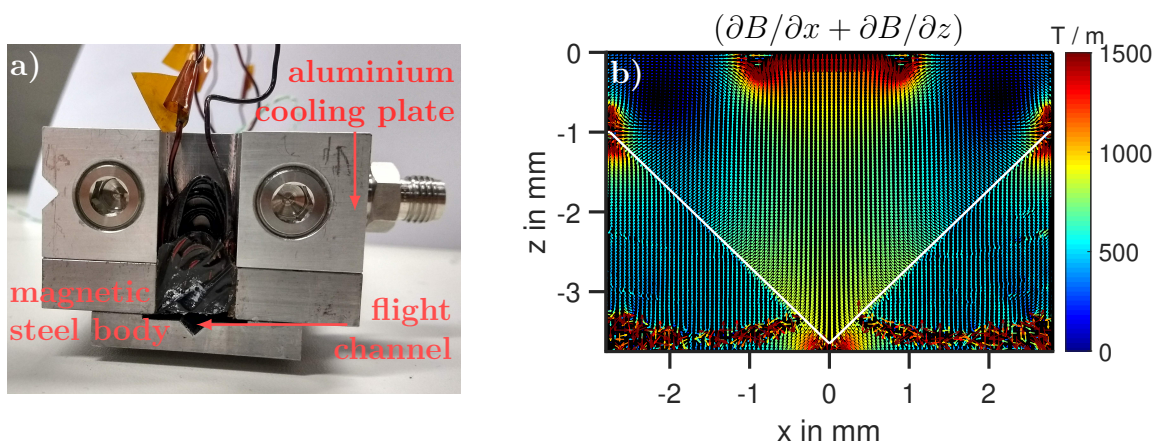 a)
aluminium
cooling plate
magnetic
steel body
flight
channel
(∂B/∂x + ∂B/∂z)
T / m
b)
0
-1
-2
-3
z in mm
-2
-1
0
1
2
x in mm
1500
1000
500
0